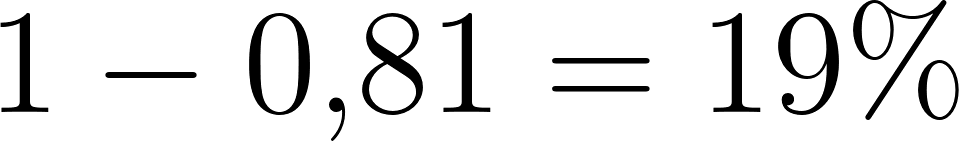 1 − 0,81 = 19%